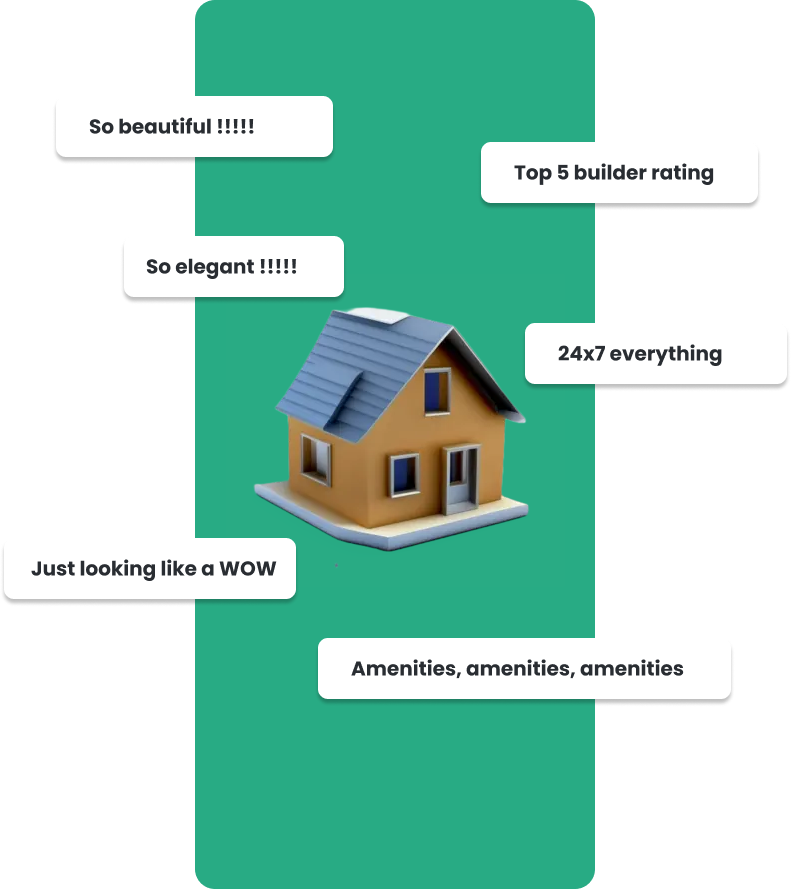 So beautiful !!!!!
Top 5 builder rating
So elegant !!!!!
24x7 everything
Just looking like a WOW
Amenities, amenities, amenities